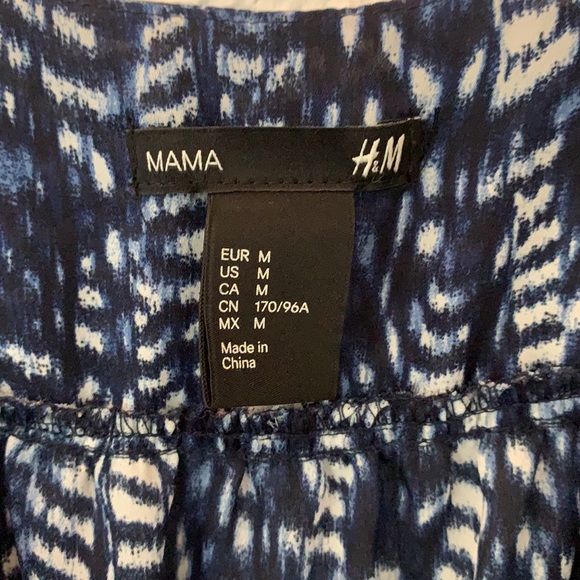 MAMA H&M
EUR M
US M
CA M
CN 170/96A
MX M
Made in
China